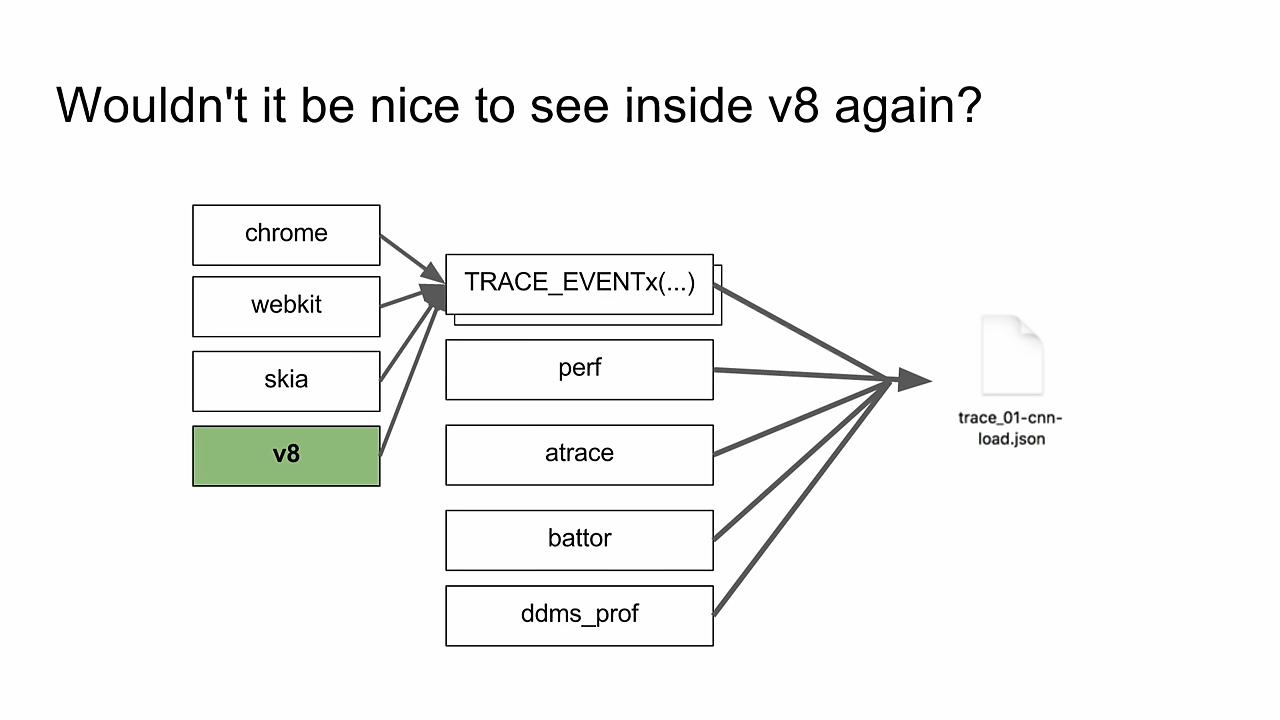 Wouldn't it be nice to see inside v8 again?
chrome
webkit
skia
v8
TRACE_EVENTx(...)
perf
atrace
battor
ddms_prof
trace_01-cnn-
load.json